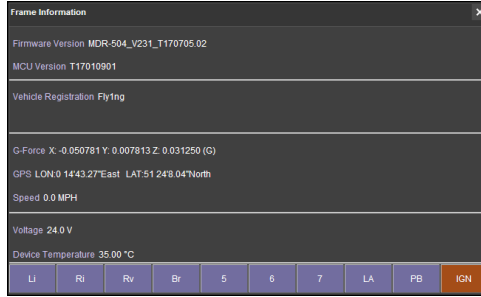 Frame Information
Firmware Version MDR-504_V231_T170705.02
MCU Version T17010901
Vehicle Registration Fly1ng
G-Force X: -0.050781 Y: 0.007813 Z: 0.031250 (G)
GPS LON:0 14'43.27"East LAT:51 24'8.04"North
Speed 0.0 MPH
Voltage 24.0 V
Device Temperature 35.00 °C
Li Ri Rv Br 5 6 7 LA PB IGN